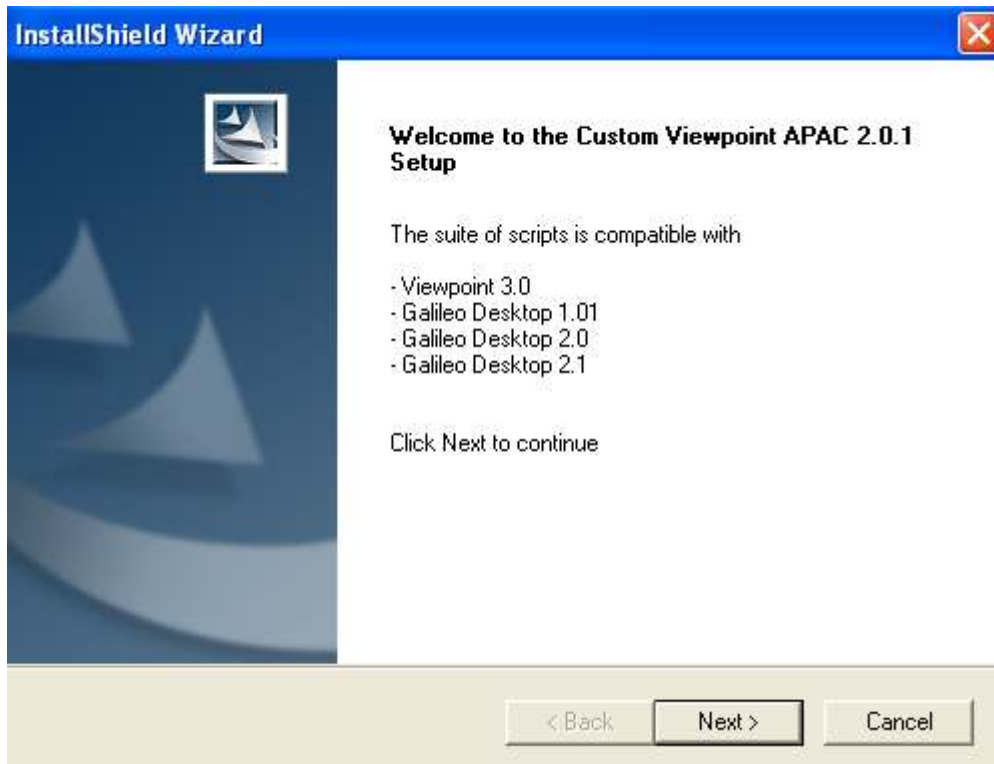 InstallShield Wizard
Welcome to the Custom Viewpoint APAC 2.0.1
Setup
The suite of scripts is compatible with
- Viewpoint 3.0
- Galileo Desktop 1.01
- Galileo Desktop 2.0
- Galileo Desktop 2.1
Click Next to continue
< Back
Next >
Cancel